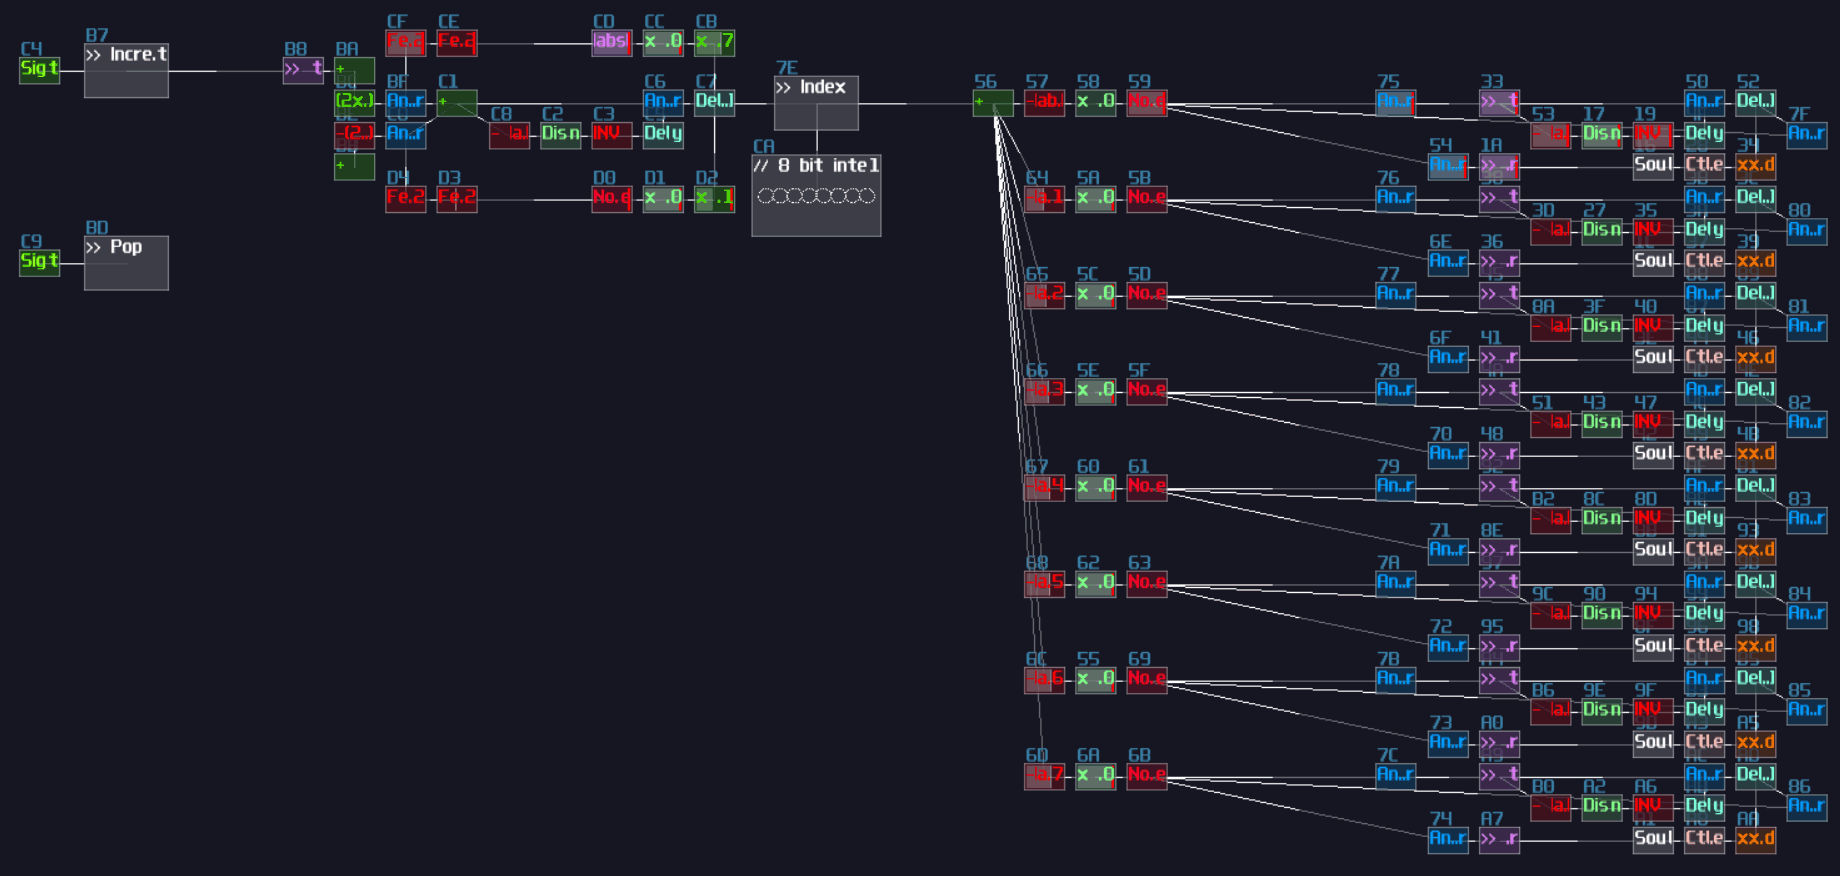 CF CE CD CC CB
Fe.2 Fe.2 abs x .0 x .7
C4 B7 B8 BA
Sigt >> Incre.t >> t +
BF C1 C6 C7 7E
(2x.) An..r + An..r Del..] >> Index
C8 C2 C3
-(2..) An..r - la. Disn INV Dely
+
CA
// 8 bit intel
D4 D3 D0 D1 D2
Fe.2 Fe.2 No.e x .0 x .1
C9 BD
Sigt >> Pop
56 57 58 59 75 33 50 52
+ -lab. x .0 No.e An..r >> t An..r Del..]
53 17 19 7F
- la. Disn INV Dely An..r
54 1A 34
An..r >> .r Soul Ctl.e xx.d
64 5A 5B 76
-la.1 x .0 No.e An..r >> t An..r Del..]
3D 27 35 80
- la. Disn INV Dely An..r
6E 36 39
An..r >> .r Soul Ctl.e xx.d
65 5C 5D 77
-la.2 x .0 No.e An..r >> t An..r Del..]
8A 3F 40 81
- la. Disn INV Dely An..r
6F 41 46
An..r >> .r Soul Ctl.e xx.d
66 5E 5F 78
-la.3 x .0 No.e An..r >> t An..r Del..]
51 43 47 82
- la. Disn INV Dely An..r
70 48 4B
An..r >> .r Soul Ctl.e xx.d
67 60 61 79
-la.4 x .0 No.e An..r >> t An..r Del..]
B2 8C 8D 83
- la. Disn INV Dely An..r
71 8E 93
An..r >> .r Soul Ctl.e xx.d
68 62 63 7A
-la.5 x .0 No.e An..r >> t An..r Del..]
9C 90 94 84
- la. Disn INV Dely An..r
72 95 98
An..r >> .r Soul Ctl.e xx.d
6C 55 69 7B
-la.6 x .0 No.e An..r >> t An..r Del..]
B6 9E 9F 85
- la. Disn INV Dely An..r
73 A0 A5
An..r >> .r Soul Ctl.e xx.d
6D 6A 6B 7C
-la.7 x .0 No.e An..r >> t An..r Del..]
B0 A2 A6 86
- la. Disn INV Dely An..r
74 A7 AA
An..r >> .r Soul Ctl.e xx.d